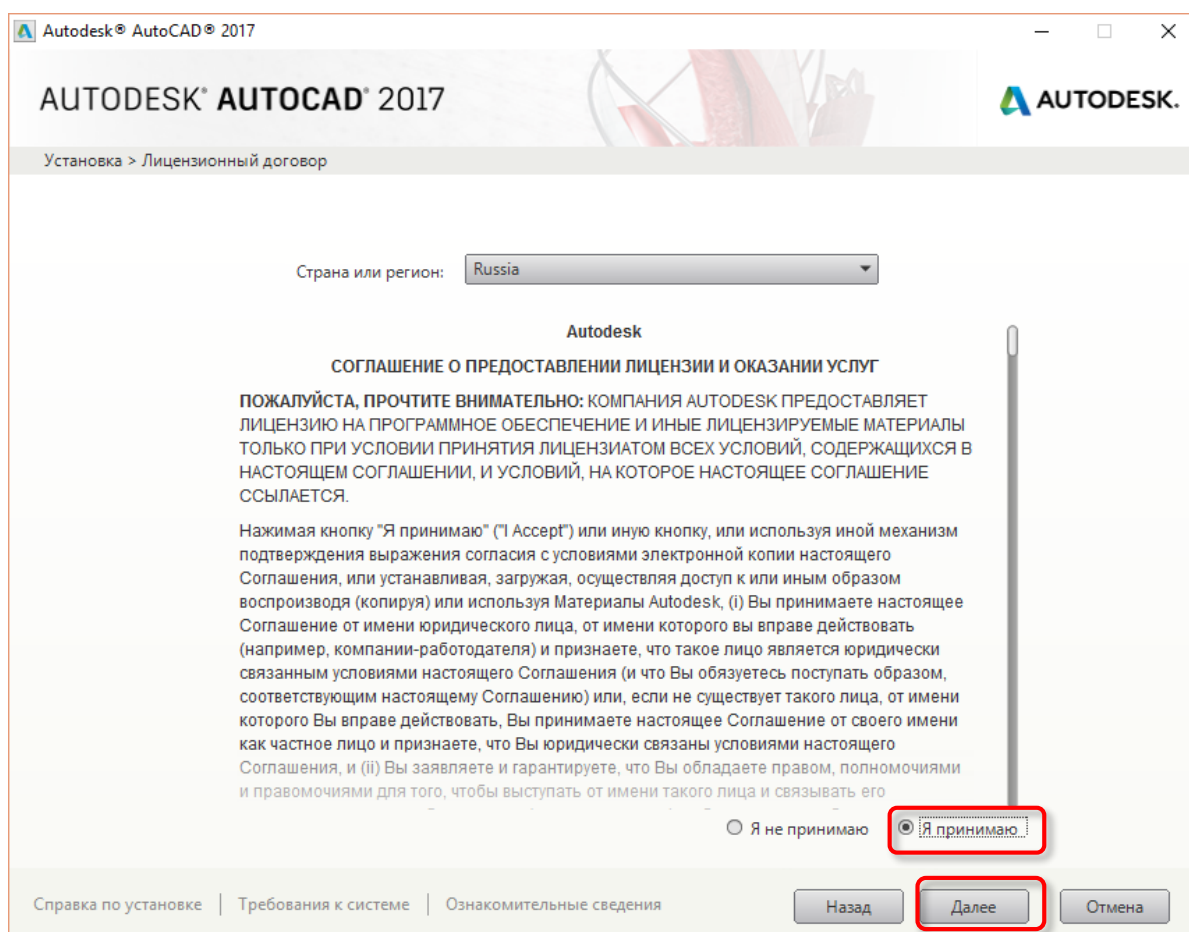 Autodesk® AutoCAD® 2017
AUTODESK® AUTOCAD® 2017
AUTODESK.
Установка > Лицензионный договор
Страна или регион: Russia
Autodesk
СОГЛАШЕНИЕ О ПРЕДОСТАВЛЕНИИ ЛИЦЕНЗИИ И ОКАЗАНИИ УСЛУГ
ПОЖАЛУЙСТА, ПРОЧТИТЕ ВНИМАТЕЛЬНО: КОМПАНИЯ AUTODESK ПРЕДОСТАВЛЯЕТ
ЛИЦЕНЗИЮ НА ПРОГРАММНОЕ ОБЕСПЕЧЕНИЕ И ИНЫЕ ЛИЦЕНЗИРУЕМЫЕ МАТЕРИАЛЫ
ТОЛЬКО ПРИ УСЛОВИИ ПРИНЯТИЯ ЛИЦЕНЗИАТОМ ВСЕХ УСЛОВИЙ, СОДЕРЖАЩИХСЯ В
НАСТОЯЩЕМ СОГЛАШЕНИИ, И УСЛОВИЙ, НА КОТОРОЕ НАСТОЯЩЕЕ СОГЛАШЕНИЕ
ССЫЛАЕТСЯ.
Нажимая кнопку "Я принимаю" ("I Accept") или иную кнопку, или используя иной механизм
подтверждения выражения согласия с условиями электронной копии настоящего
Соглашения, или устанавливая, загружая, осуществляя доступ к или иным образом
воспроизводя (копируя) или используя Материалы Autodesk, (i) Вы принимаете настоящее
Соглашение от имени юридического лица, от имени которого вы вправе действовать
(например, компании-работодателя) и признаете, что такое лицо является юридически
связанным условиями настоящего Соглашения (и что Вы обязуетесь поступать образом,
соответствующим настоящему Соглашению) или, если не существует такого лица, от имени
которого Вы вправе действовать, Вы принимаете настоящее Соглашение от своего имени
как частное лицо и признаете, что Вы юридически связаны условиями настоящего
Соглашения, и (ii) Вы заявляете и гарантируете, что Вы обладаете правом, полномочиями
и правомочиями для того, чтобы выступать от имени такого лица и связывать его
Я не принимаю Я принимаю
Справка по установке | Требования к системе | Ознакомительные сведения Назад Далее Отмена